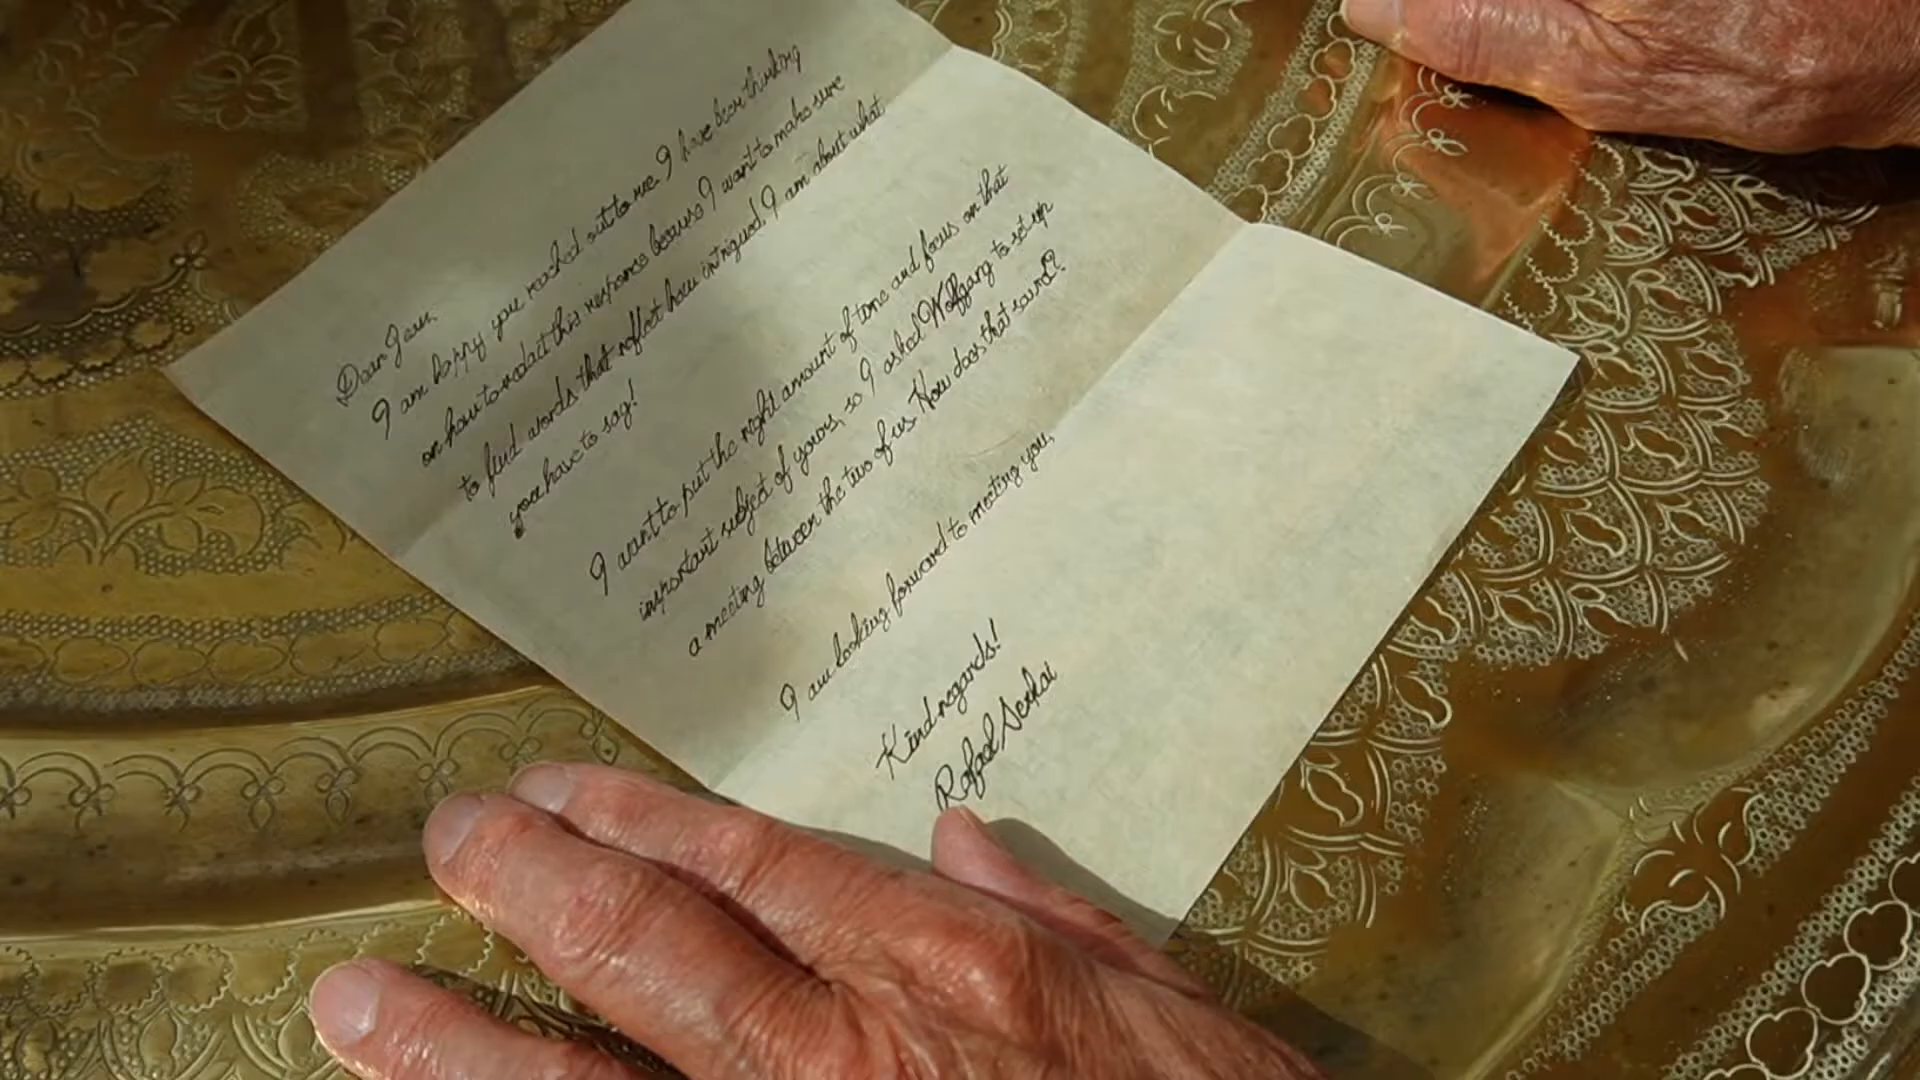 Dear Jaun,
I am happy you reached out to me. I have been thinking
on how to redact this response because I want to make sure
to find words that reflect how intrigued I am about what
you have to say!
I want to put the right amount of time and focus on that
important subject of yours, so I asked Wolfgang to set up
a meeting between the two of us. How does that sound?
I am looking forward to meeting you,
Kind regards!
Rafael